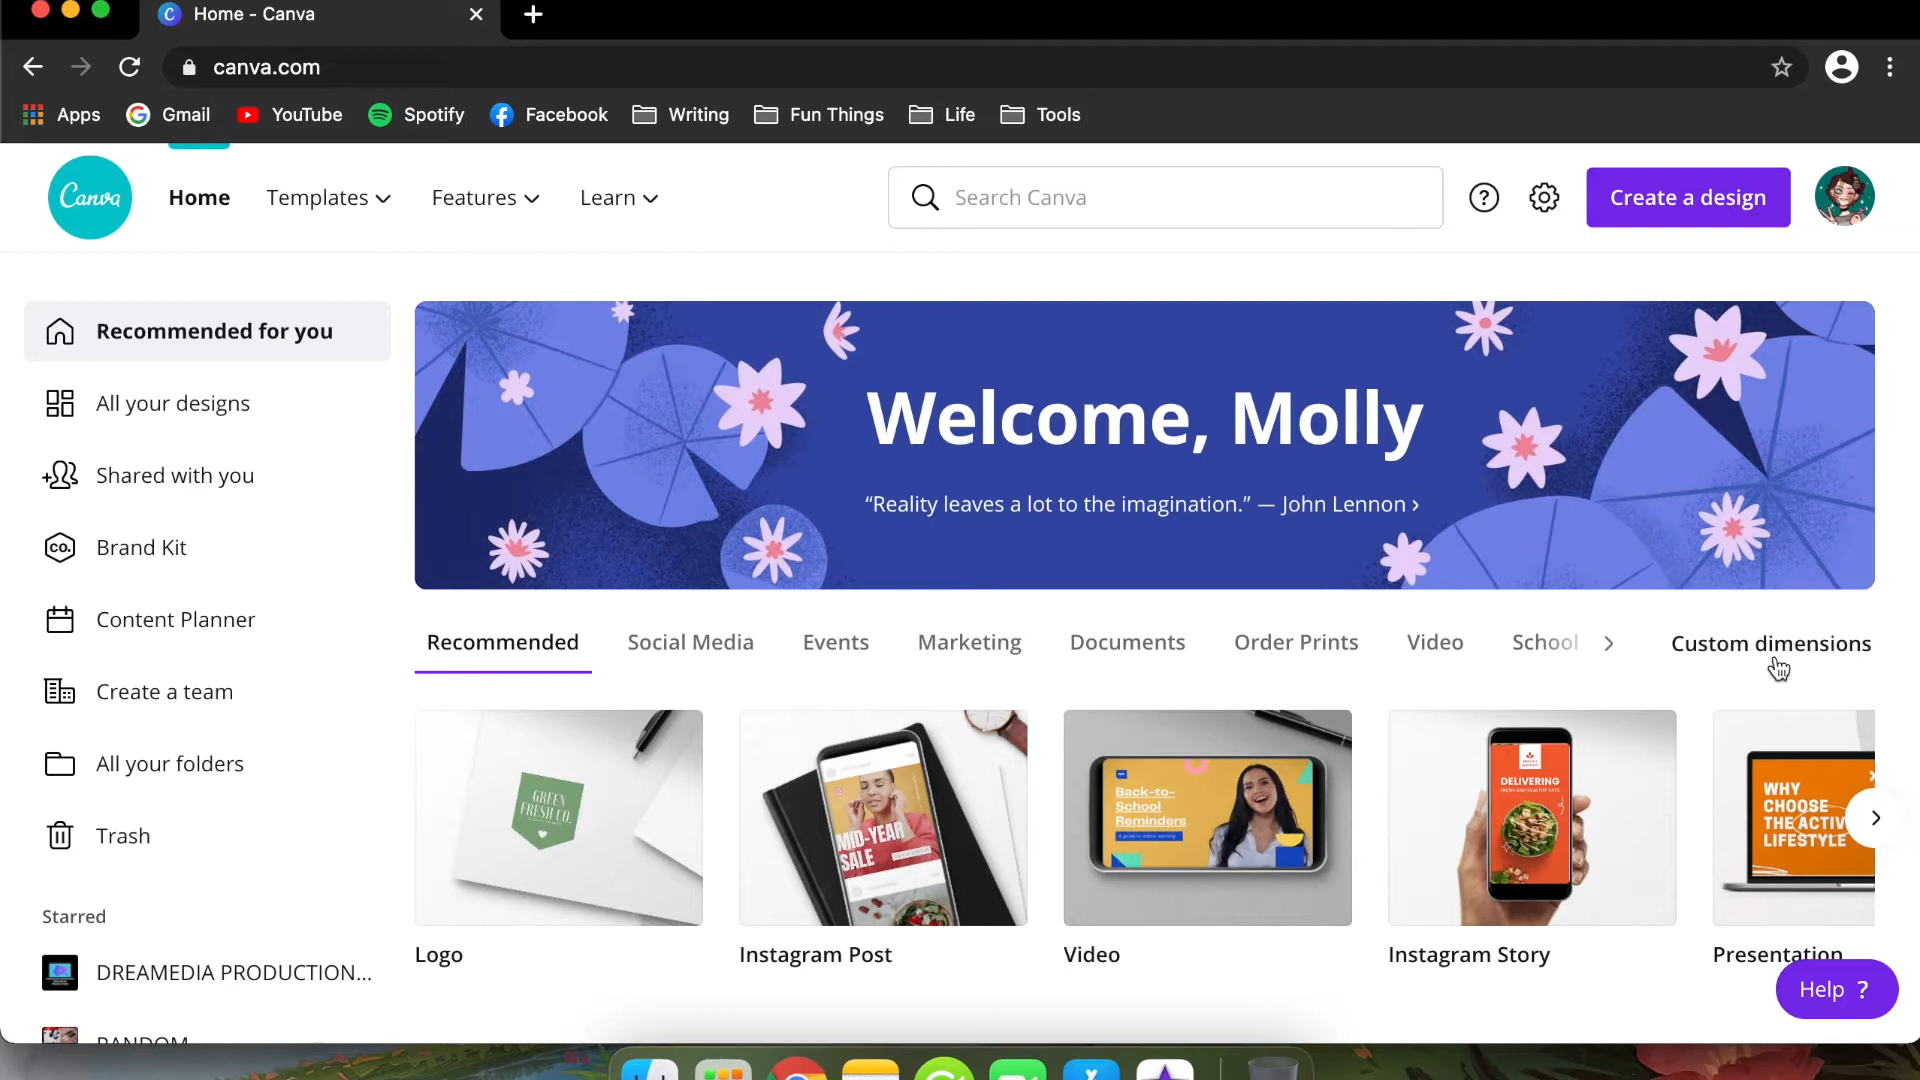 Home - Canva
canva.com
Apps Gmail YouTube Spotify Facebook Writing Fun Things Life Tools
Canva Home Templates Features Learn Search Canva Create a design
Recommended for you
All your designs
Shared with you
Brand Kit
Content Planner
Create a team
All your folders
Trash
Starred
DREAMEDIA PRODUCTION...
RANDOM
Welcome, Molly
“Reality leaves a lot to the imagination.” — John Lennon ›
Recommended Social Media Events Marketing Documents Order Prints Video School Custom dimensions
GREEN
FRESH CO.
MID-YEAR
SALE
Back-to-
School
Reminders
DELIVERING
WHY
CHOOSE
THE ACTIV
LIFESTYLE
Logo Instagram Post Video Instagram Story Presentation
Help ?